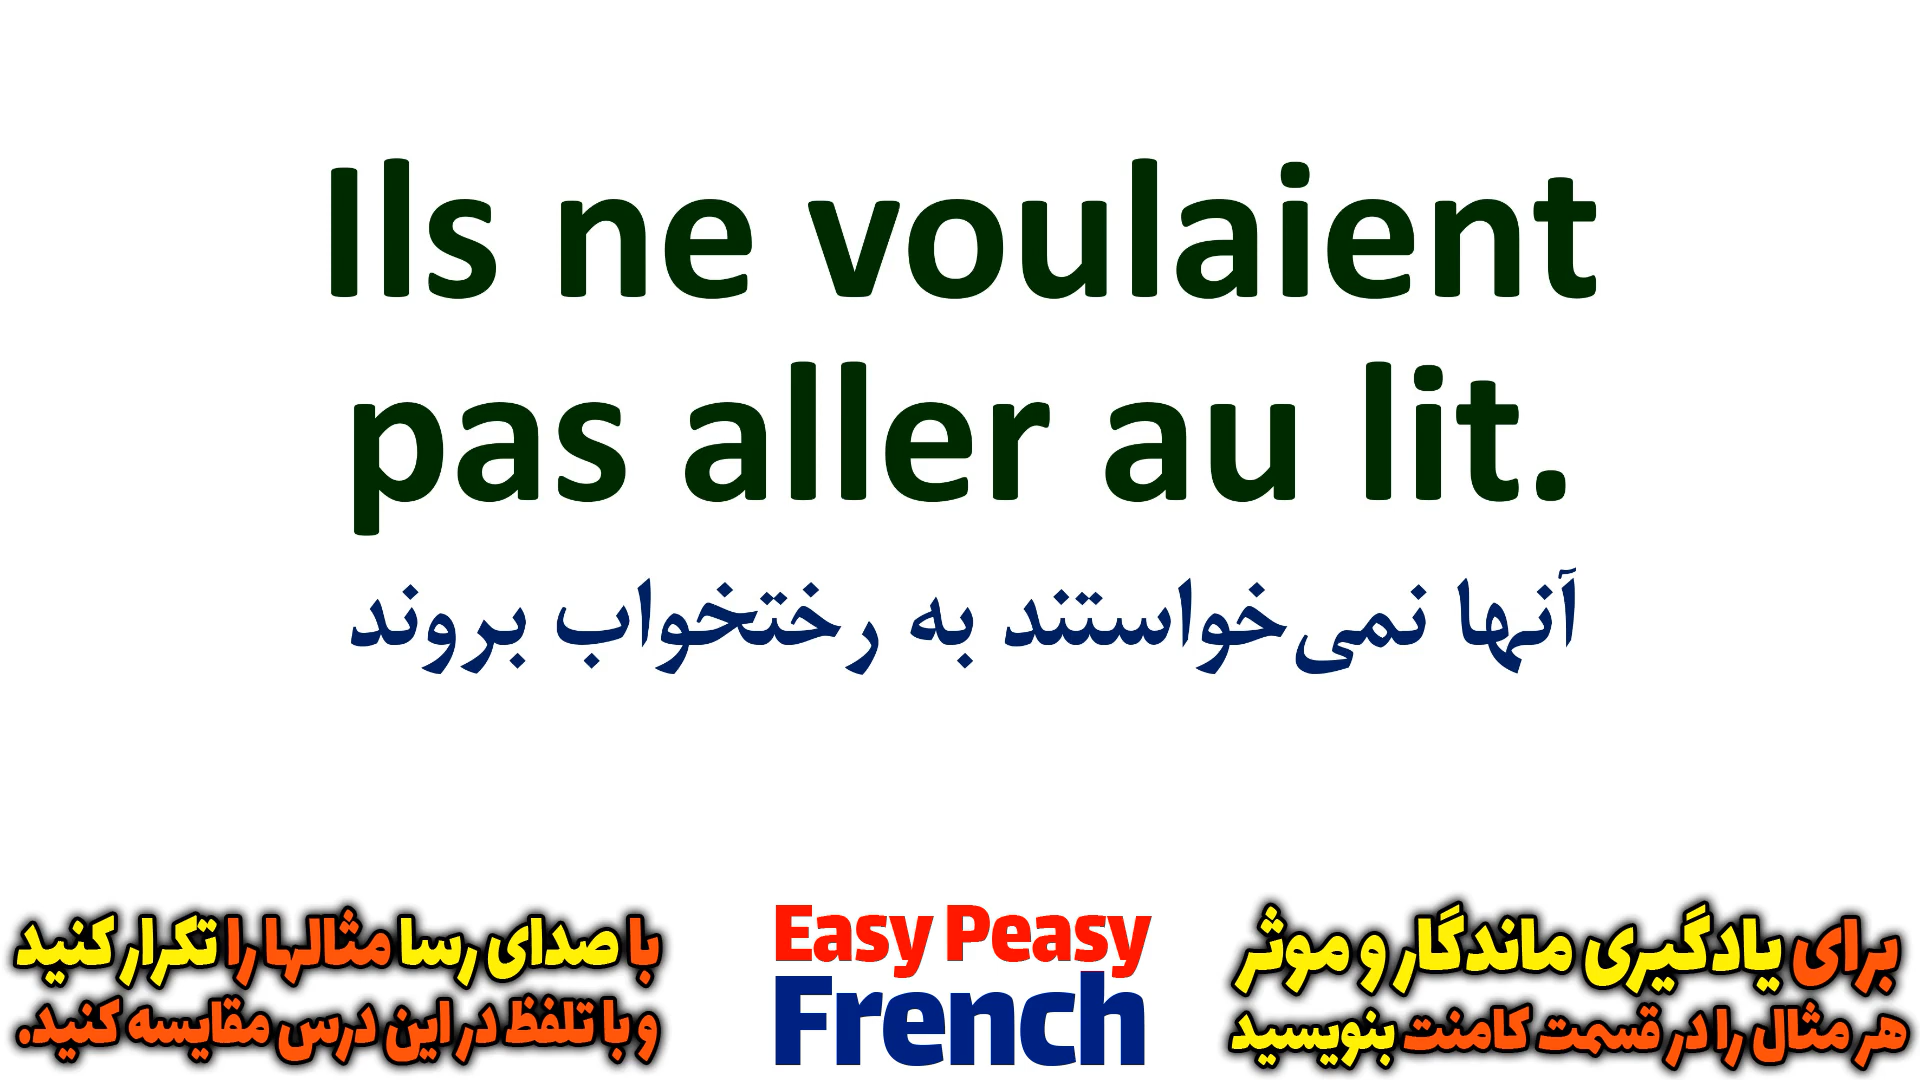 Ils ne voulaient
pas aller au lit.
آنها نمی‌خواستند به رختخواب بروند
برای یادگیری ماندگار و موثر
هر مثال را در قسمت کامنت بنویسید
Easy Peasy
French
با صدای رسا مثالها را تکرار کنید
و با تلفظ در این درس مقایسه کنید.